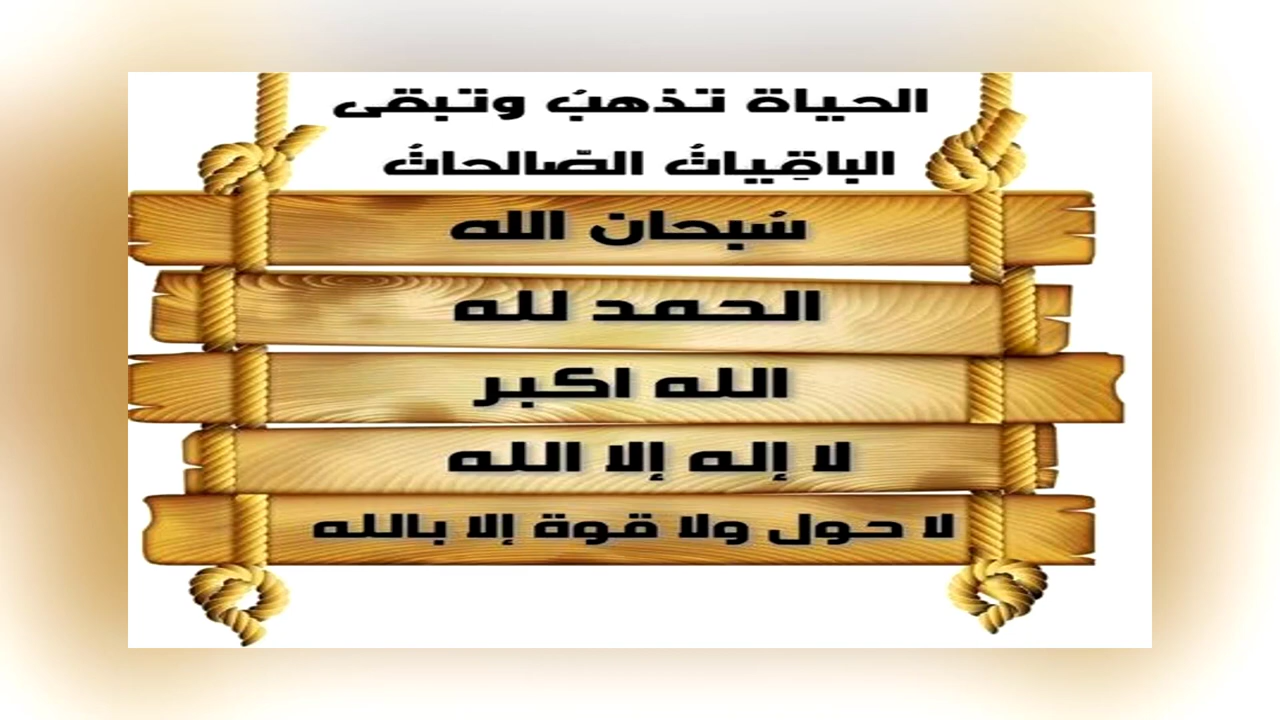 الحياة تذهبُ وتبقى
الباقِياتُ الصّالحاتُ
سُبحان الله
الحمد لله
الله اكبر
لا إله إلا الله
لا حول ولا قوة إلا بالله